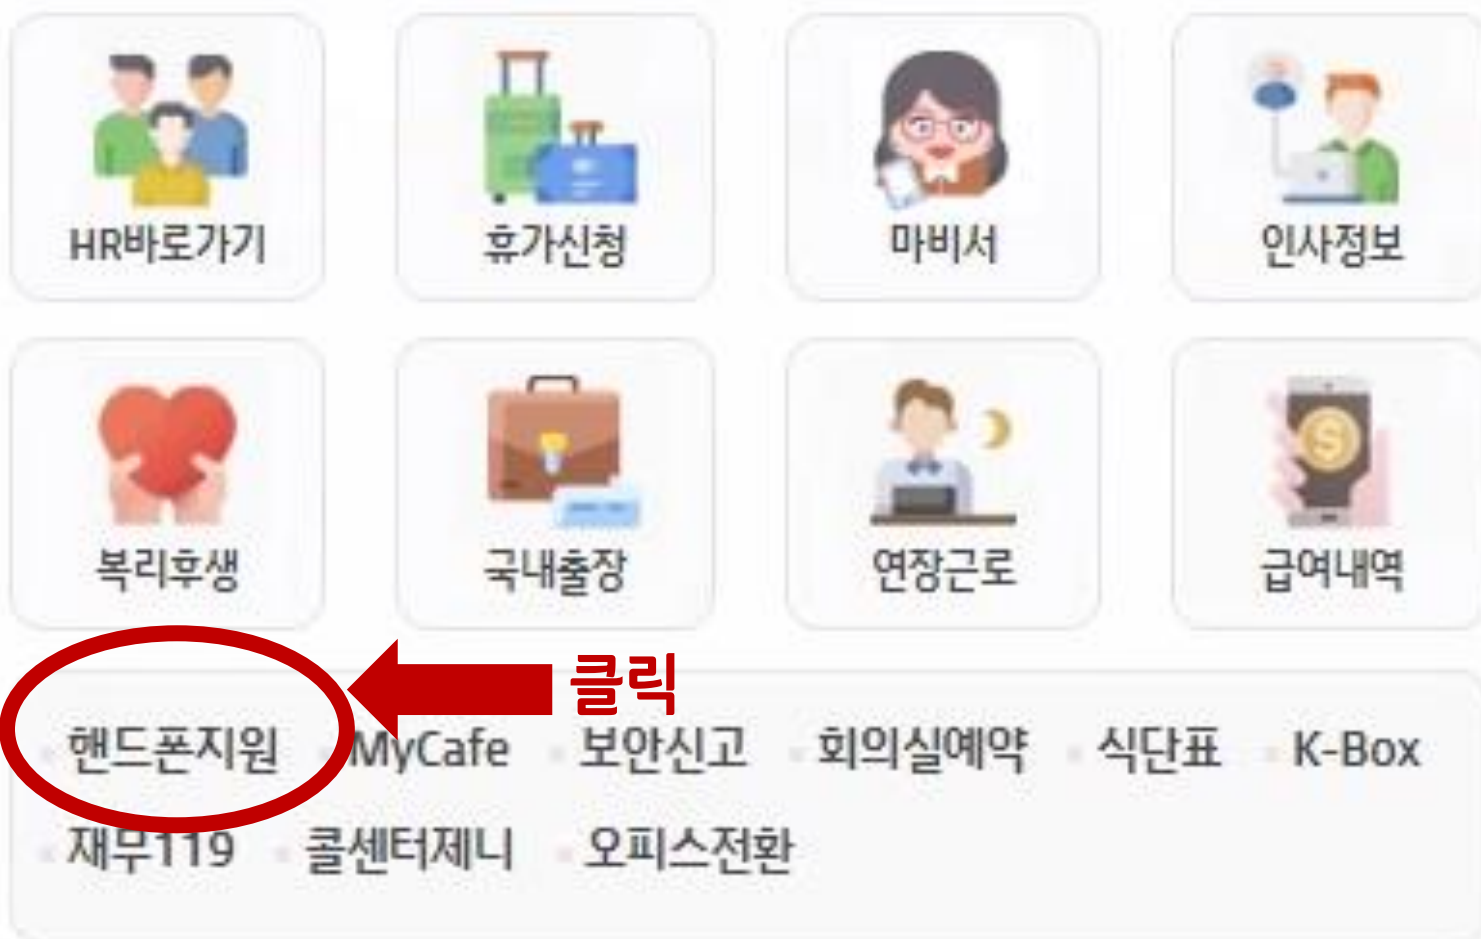 HR바로가기 휴가신청 마비서 인사정보
복리후생 국내출장 연장근로 급여내역
클릭
핸드폰지원 MyCafe 보안신고 회의실예약 식단표 K-Box
재무119 콜센터제니 오피스전환